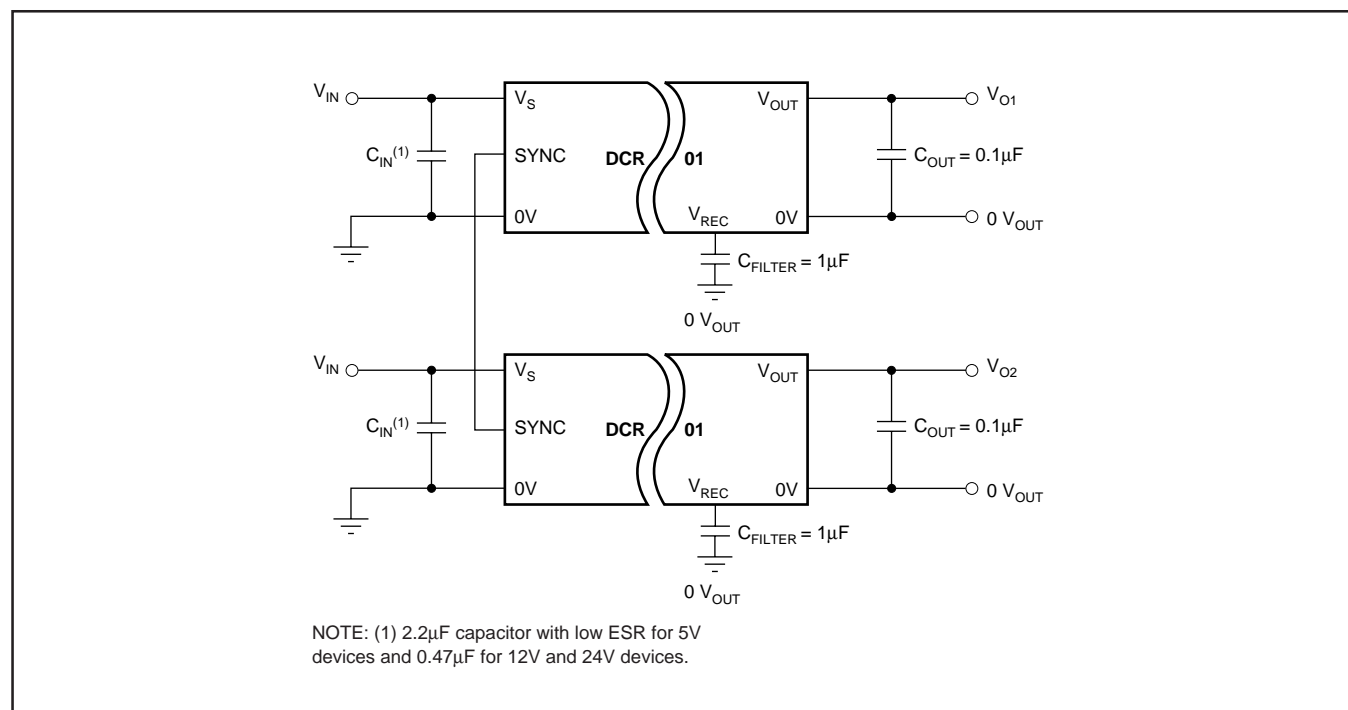 V_IN
V_S
V_OUT
V_O1
C_IN^(1)
SYNC
DCR
01
C_OUT = 0.1μF
0V
V_REC
0V
0 V_OUT
C_FILTER = 1μF
0 V_OUT
V_IN
V_S
V_OUT
V_O2
C_IN^(1)
SYNC
DCR
01
C_OUT = 0.1μF
0V
V_REC
0V
0 V_OUT
C_FILTER = 1μF
0 V_OUT
NOTE: (1) 2.2μF capacitor with low ESR for 5V
devices and 0.47μF for 12V and 24V devices.